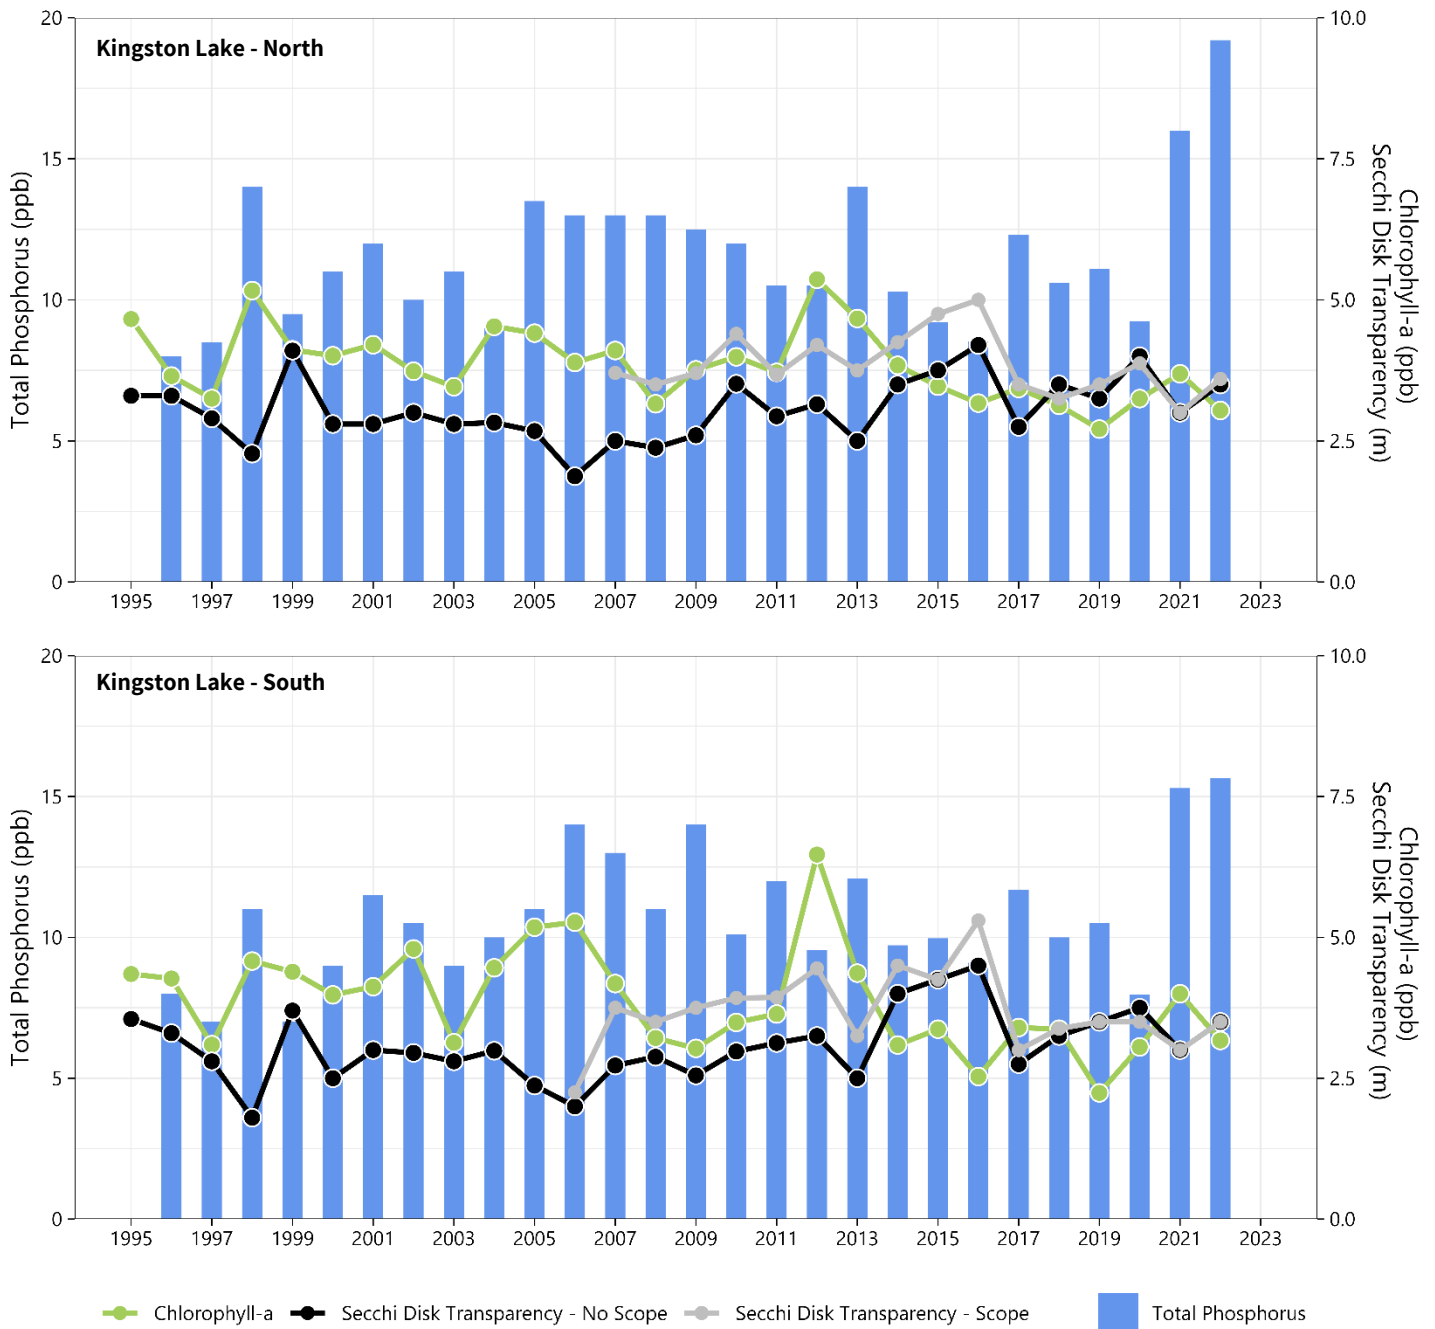 Kingston Lake - North
Total Phosphorus (ppb)
20
15
10
5
0
10.0
7.5
5.0
2.5
0.0
Chlorophyll-a (ppb)
Secchi Disk Transparency (m)
1995 1997 1999 2001 2003 2005 2007 2009 2011 2013 2015 2017 2019 2021 2023
Kingston Lake - South
Total Phosphorus (ppb)
20
15
10
5
0
10.0
7.5
5.0
2.5
0.0
Chlorophyll-a (ppb)
Secchi Disk Transparency (m)
1995 1997 1999 2001 2003 2005 2007 2009 2011 2013 2015 2017 2019 2021 2023
Chlorophyll-a Secchi Disk Transparency - No Scope Secchi Disk Transparency - Scope Total Phosphorus